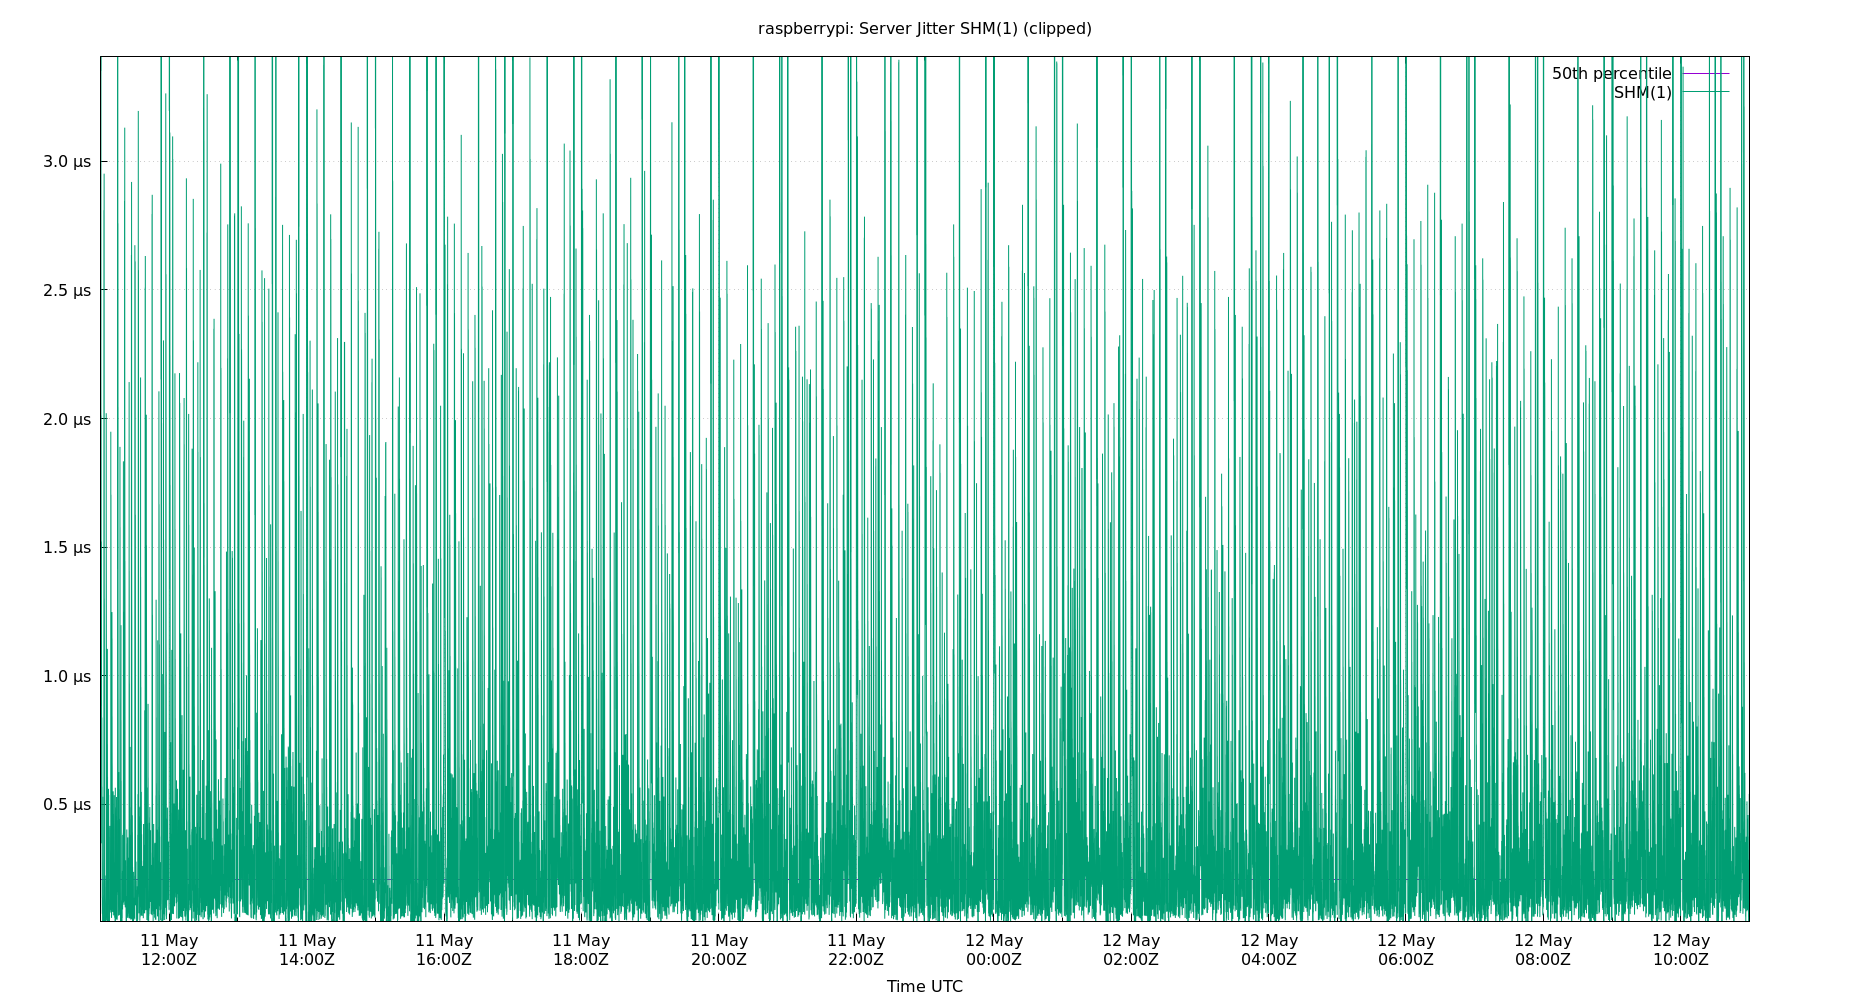 raspberrypi: Server Jitter SHM(1) (clipped)
50th percentile
SHM(1)
3.0 µs
2.5 µs
2.0 µs
1.5 µs
1.0 µs
0.5 µs
11 May 11 May 11 May 11 May 11 May 11 May 12 May 12 May 12 May 12 May 12 May 12 May
12:00Z 14:00Z 16:00Z 18:00Z 20:00Z 22:00Z 00:00Z 02:00Z 04:00Z 06:00Z 08:00Z 10:00Z
Time UTC